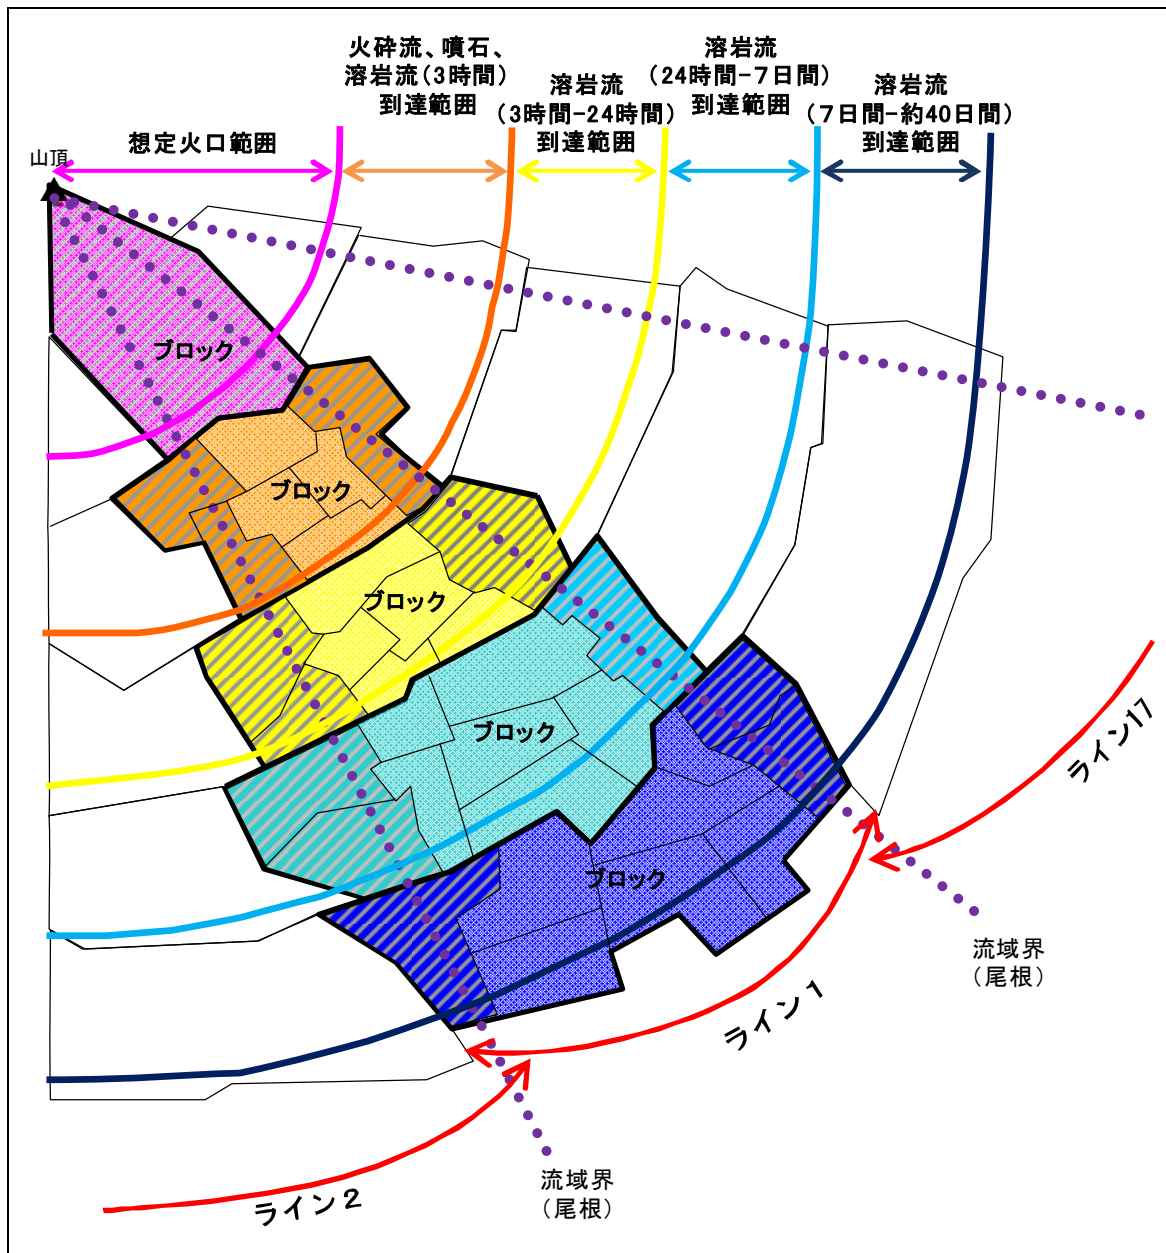 火砕流、噴石、
溶岩流(3時間)
到達範囲
溶岩流
(24時間-7日間)
到達範囲
溶岩流
(3時間-24時間)
到達範囲
溶岩流
(7日間-約40日間)
到達範囲
想定火口範囲
山頂
ブロック
ブロック
ブロック
ブロック
ブロック
ライン17
ライン1
ライン2
流域界
(尾根)
流域界
(尾根)